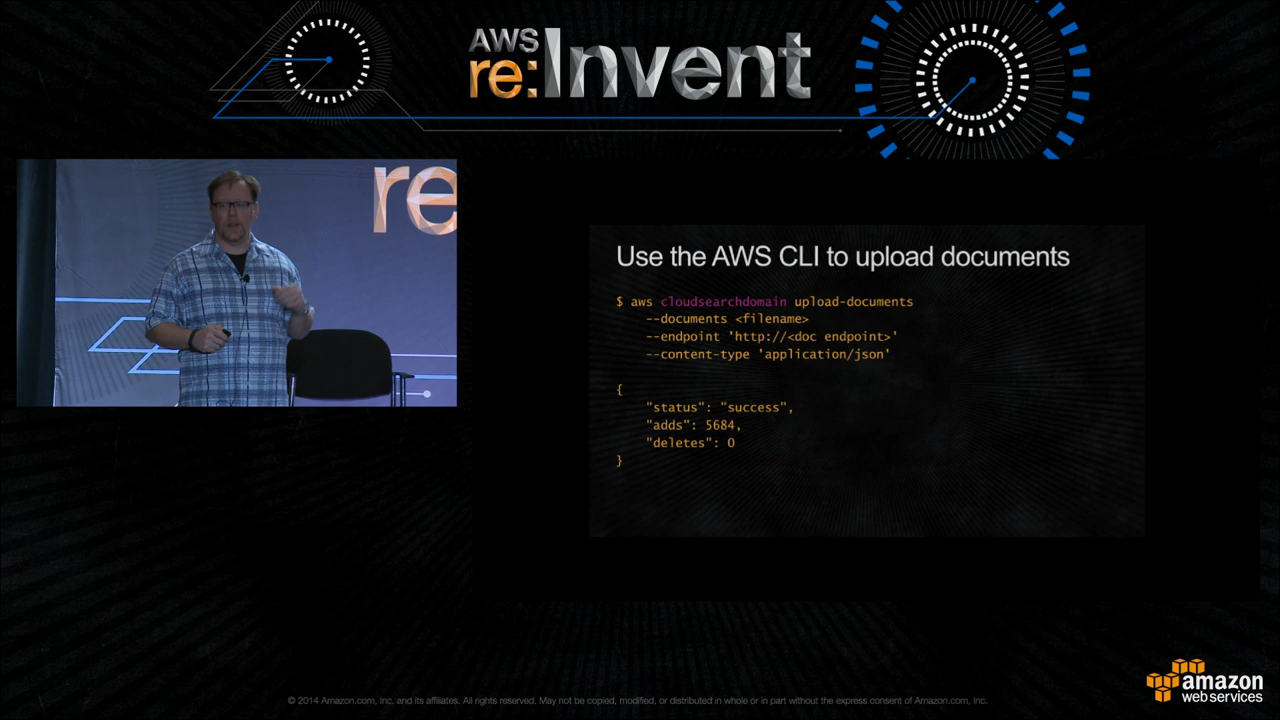 AWS
re:Invent
re
Use the AWS CLI to upload documents
$ aws cloudsearchdomain upload-documents
--documents <filename>
--endpoint 'http://<doc endpoint>'
--content-type 'application/json'
{
"status": "success",
"adds": 5684,
"deletes": 0
}
© 2014 Amazon.com, Inc. and its affiliates. All rights reserved. May not be copied, modified, or distributed in whole or in part without the express consent of Amazon.com, Inc.
amazon
web services